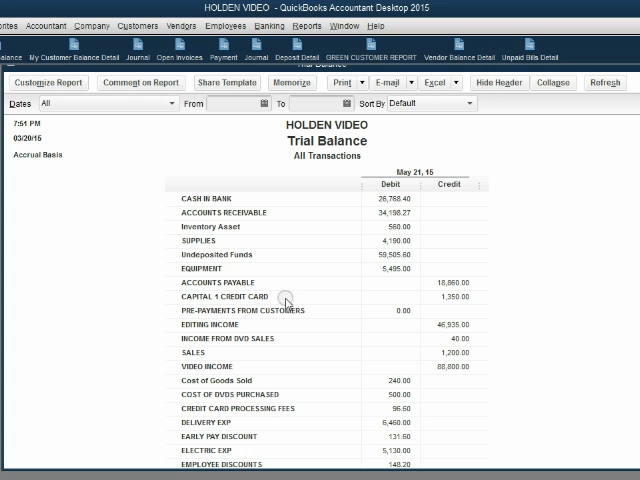 HOLDEN VIDEO - QuickBooks Accountant Desktop 2015
orites Accountant Company Customers Vendors Employees Banking Reports Window Help
alance My Customer Balance Detail Journal Open Invoices Payment Journal Deposit Detail GREEN CUSTOMER REPORT Vendor Balance Detail Unpaid Bills Detail
Trial Balance
Customize Report Comment on Report Share Template Memorize Print E-mail Excel Hide Header Collapse Refresh
Dates All From To Sort By Default
7:51 PM HOLDEN VIDEO
03/20/15 Trial Balance
Accrual Basis All Transactions
May 21, 15
Debit Credit
CASH IN BANK 26,768.40
ACCOUNTS RECEIVABLE 34,198.27
Inventory Asset 560.00
SUPPLIES 4,190.00
Undeposited Funds 59,505.60
EQUIPMENT 5,495.00
ACCOUNTS PAYABLE 18,660.00
CAPITAL 1 CREDIT CARD 1,350.00
PRE-PAYMENTS FROM CUSTOMERS 0.00
EDITING INCOME 46,935.00
INCOME FROM DVD SALES 40.00
SALES 1,200.00
VIDEO INCOME 88,800.00
Cost of Goods Sold 240.00
COST OF DVDS PURCHASED 500.00
CREDIT CARD PROCESSING FEES 96.60
DELIVERY EXP 6,460.00
EARLY PAY DISCOUNT 131.60
ELECTRIC EXP 5,130.00
EMPLOYEE DISCOUNTS 148.20